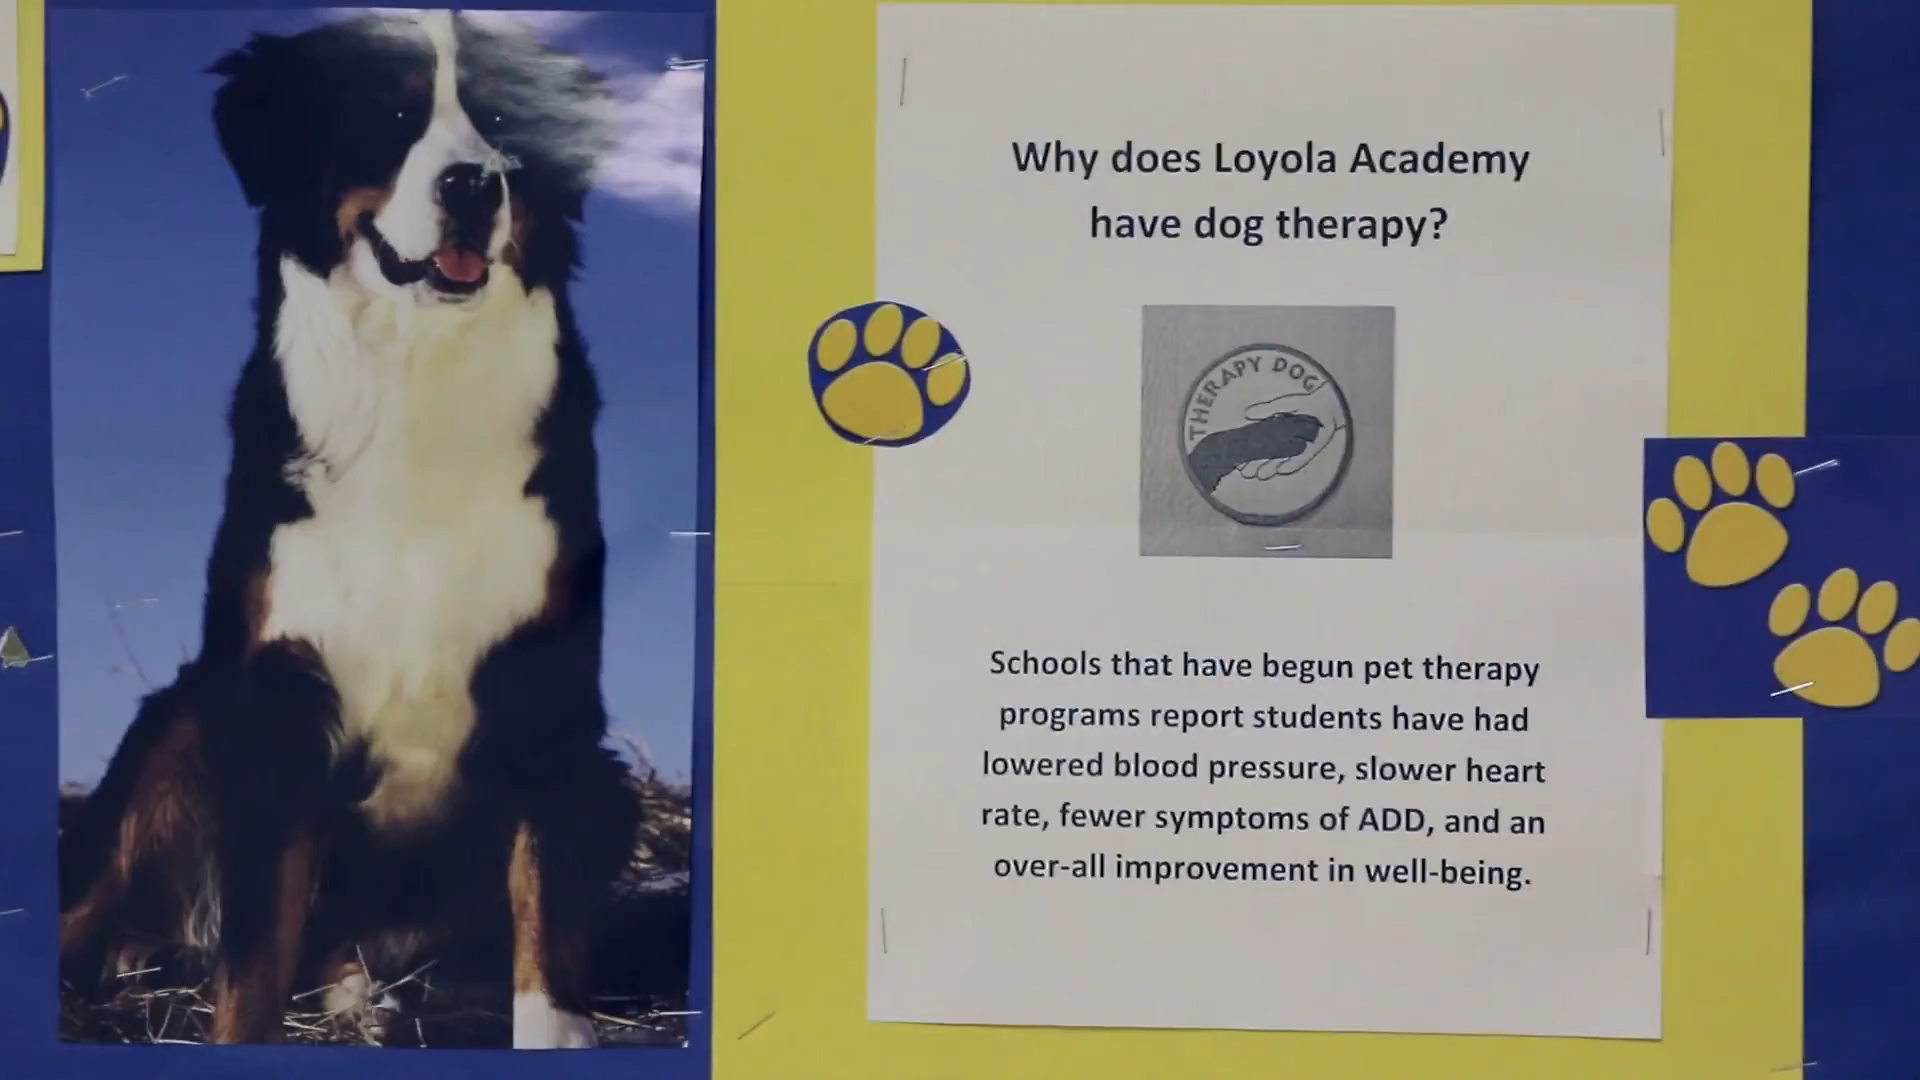 Why does Loyola Academy
have dog therapy?
THERAPY DOG
Schools that have begun pet therapy
programs report students have had
lowered blood pressure, slower heart
rate, fewer symptoms of ADD, and an
over-all improvement in well-being.